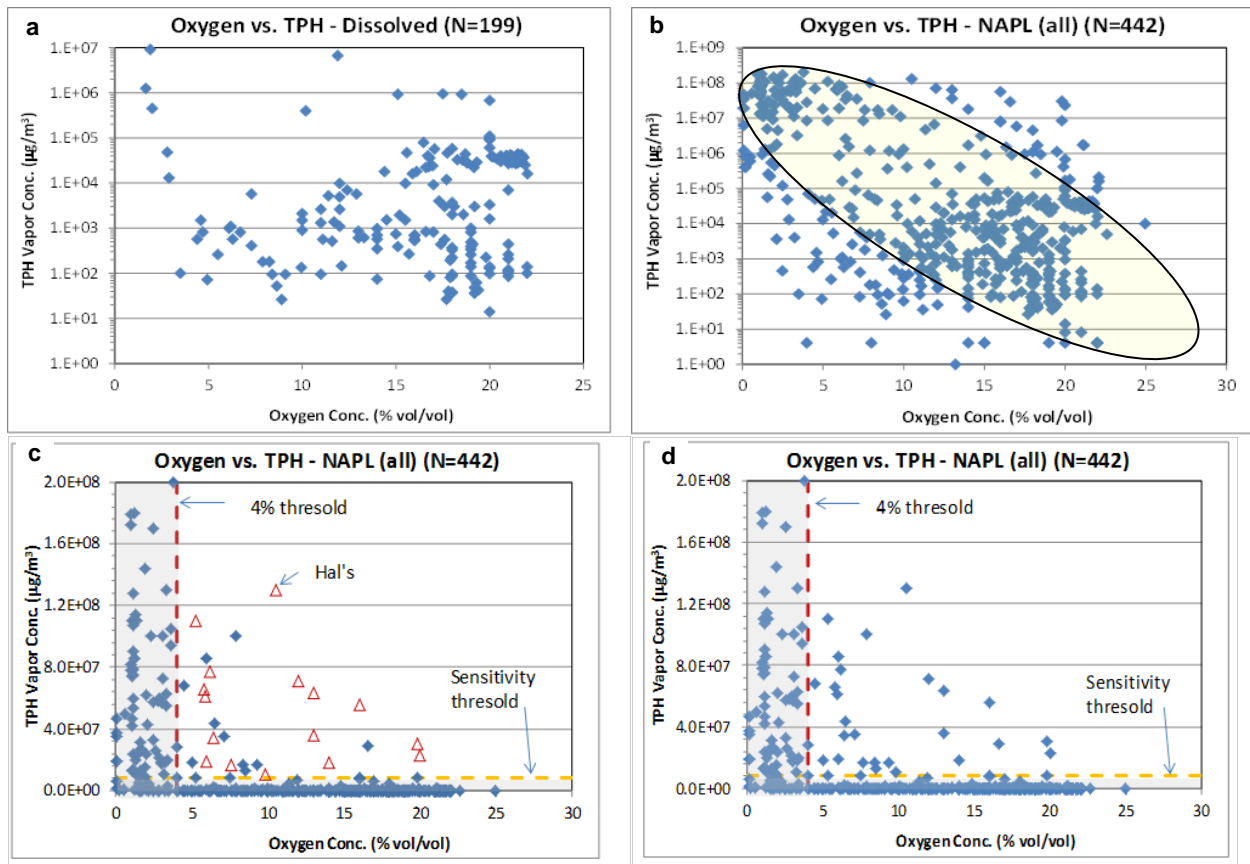 a
Oxygen vs. TPH - Dissolved (N=199)
TPH Vapor Conc. (µg/m³)
1.E+07
1.E+06
1.E+05
1.E+04
1.E+03
1.E+02
1.E+01
1.E+00
0 5 10 15 20
Oxygen Conc. (% vol/vol)
b
Oxygen vs. TPH - NAPL (all) (N=442)
TPH Vapor Conc. (µg/m³)
1.E+09
1.E+08
1.E+07
1.E+06
1.E+05
1.E+04
1.E+03
1.E+02
1.E+01
1.E+00
0 5 10 15 20 25 30
Oxygen Conc. (% vol/vol)
c
Oxygen vs. TPH - NAPL (all) (N=442)
TPH Vapor Conc. (µg/m³)
2.0E+08
1.6E+08
1.2E+08
8.0E+07
4.0E+07
0.0E+00
4% thresold
Hal's
Sensitivity
thresold
0 5 10 15 20 25 30
Oxygen Conc. (% vol/vol)
d
Oxygen vs. TPH - NAPL (all) (N=442)
TPH Vapor Conc. (µg/m³)
2.0E+08
1.6E+08
1.2E+08
8.0E+07
4.0E+07
0.0E+00
4% thresold
Sensitivity
thresold
0 5 10 15 20 25 30
Oxygen Conc. (% vol/vol)